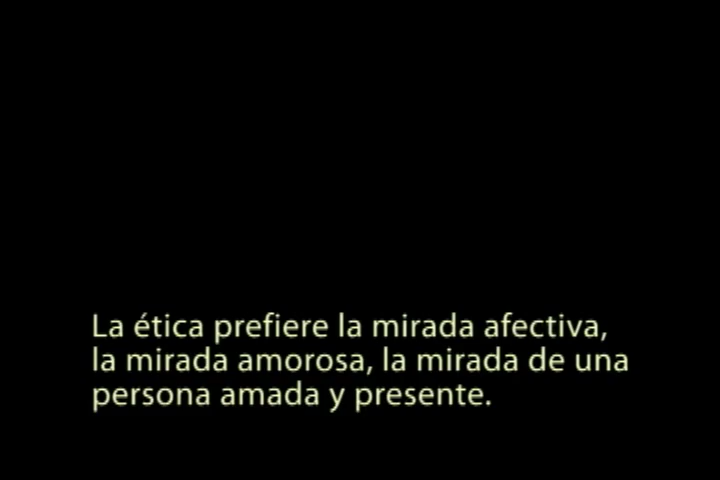 La ética prefiere la mirada afectiva,
la mirada amorosa, la mirada de una
persona amada y presente.